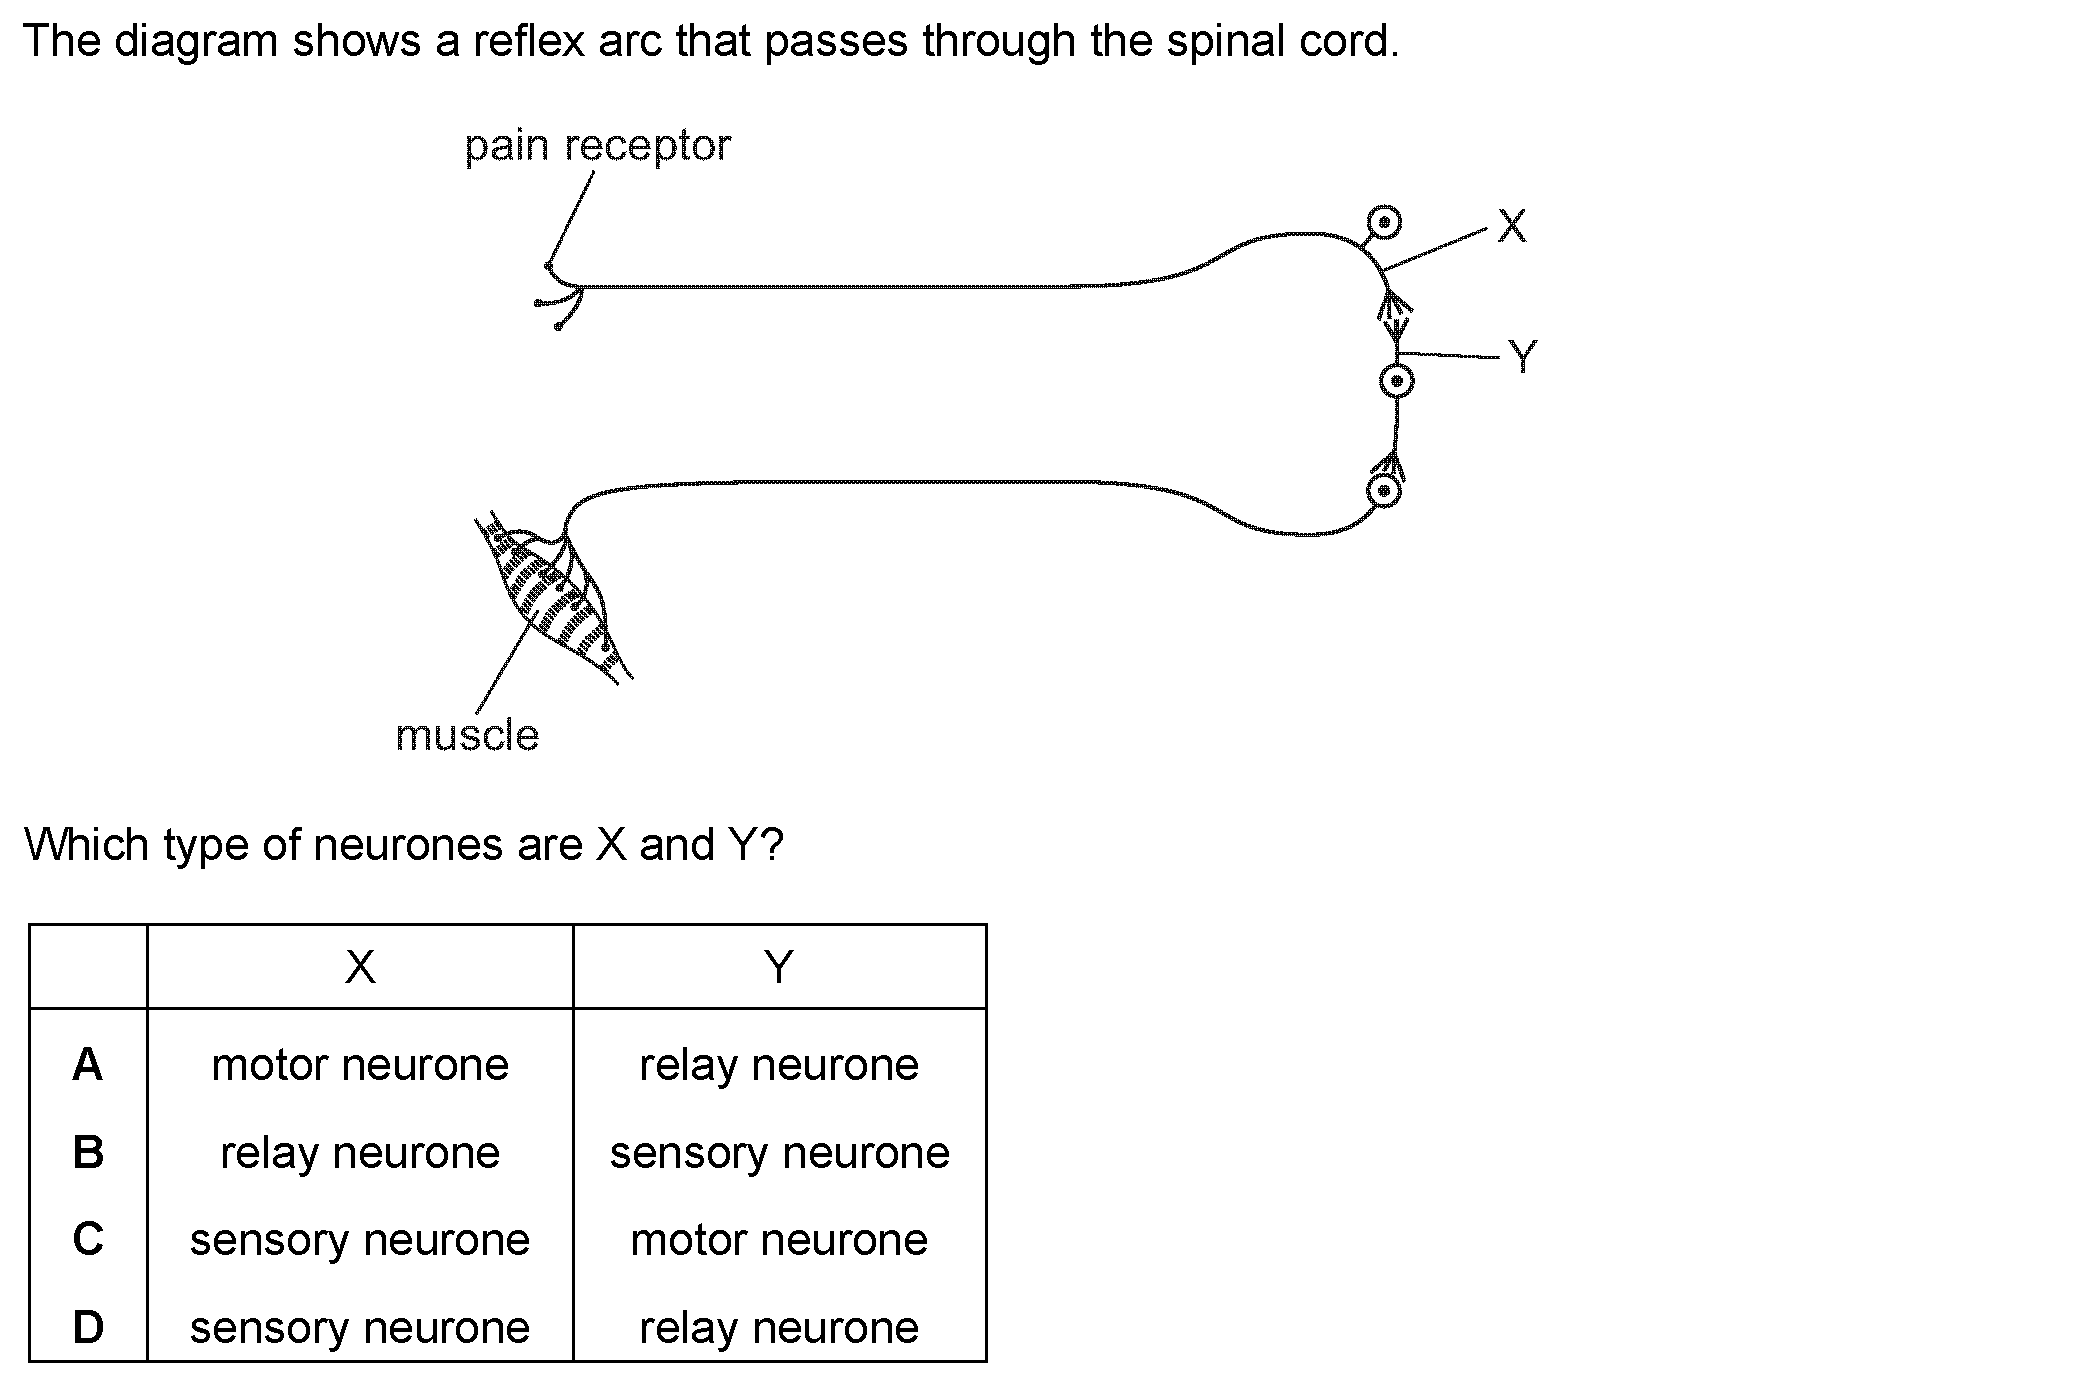 The diagram shows a reflex arc that passes through the spinal cord.
pain receptor
X
Y
muscle
Which type of neurones are X and Y?
X Y
A motor neurone relay neurone
B relay neurone sensory neurone
C sensory neurone motor neurone
D sensory neurone relay neurone